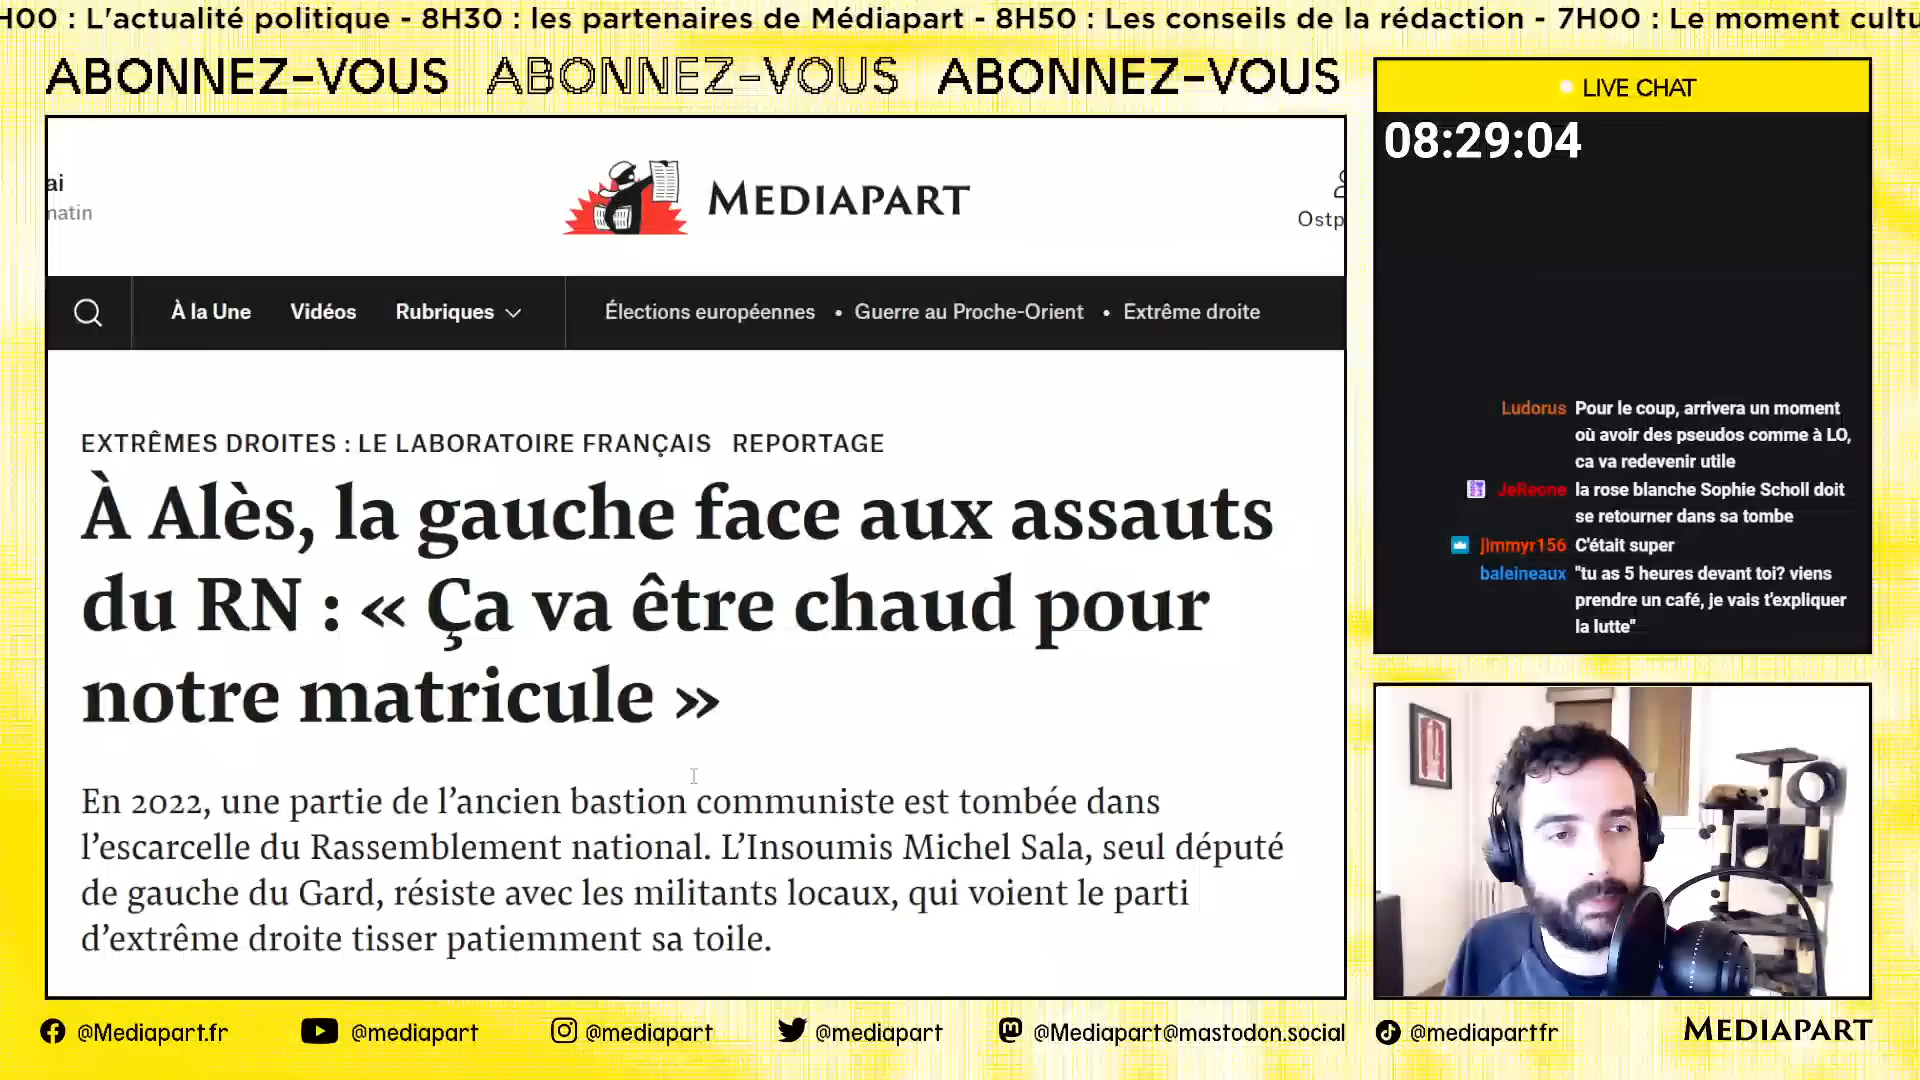 H00 : L'actualité politique - 8H30 : les partenaires de Médiapart - 8H50 : Les conseils de la rédaction - 7H00 : Le moment cultu
ABONNEZ-VOUS ABONNEZ-VOUS ABONNEZ-VOUS
ai
matin
MEDIAPART
Ostp
À la Une Vidéos Rubriques Élections européennes • Guerre au Proche-Orient • Extrême droite
EXTRÊMES DROITES : LE LABORATOIRE FRANÇAIS REPORTAGE
À Alès, la gauche face aux assauts
du RN : « Ça va être chaud pour
notre matricule »
En 2022, une partie de l'ancien bastion communiste est tombée dans
l'escarcelle du Rassemblement national. L'Insoumis Michel Sala, seul député
de gauche du Gard, résiste avec les militants locaux, qui voient le parti
d'extrême droite tisser patiemment sa toile.
LIVE CHAT
08:29:04
Ludorus Pour le coup, arrivera un moment
où avoir des pseudos comme à LO,
ca va redevenir utile
JeReone la rose blanche Sophie Scholl doit
se retourner dans sa tombe
jimmyr156 C'était super
baleineaux "tu as 5 heures devant toi? viens
prendre un café, je vais t'expliquer
la lutte"
@Mediapart.fr @mediapart @mediapart @mediapart @Mediapart@mastodon.social @mediapartfr MEDIAPART